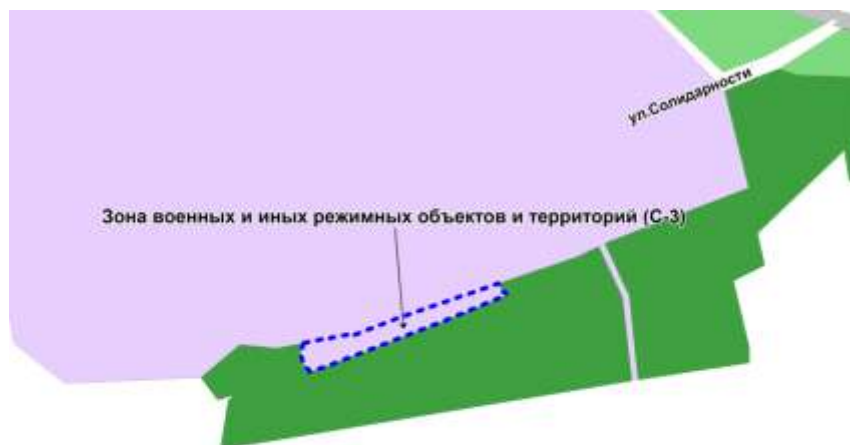 ул.Солидарности
Зона военных и иных режимных объектов и территорий (С-3)